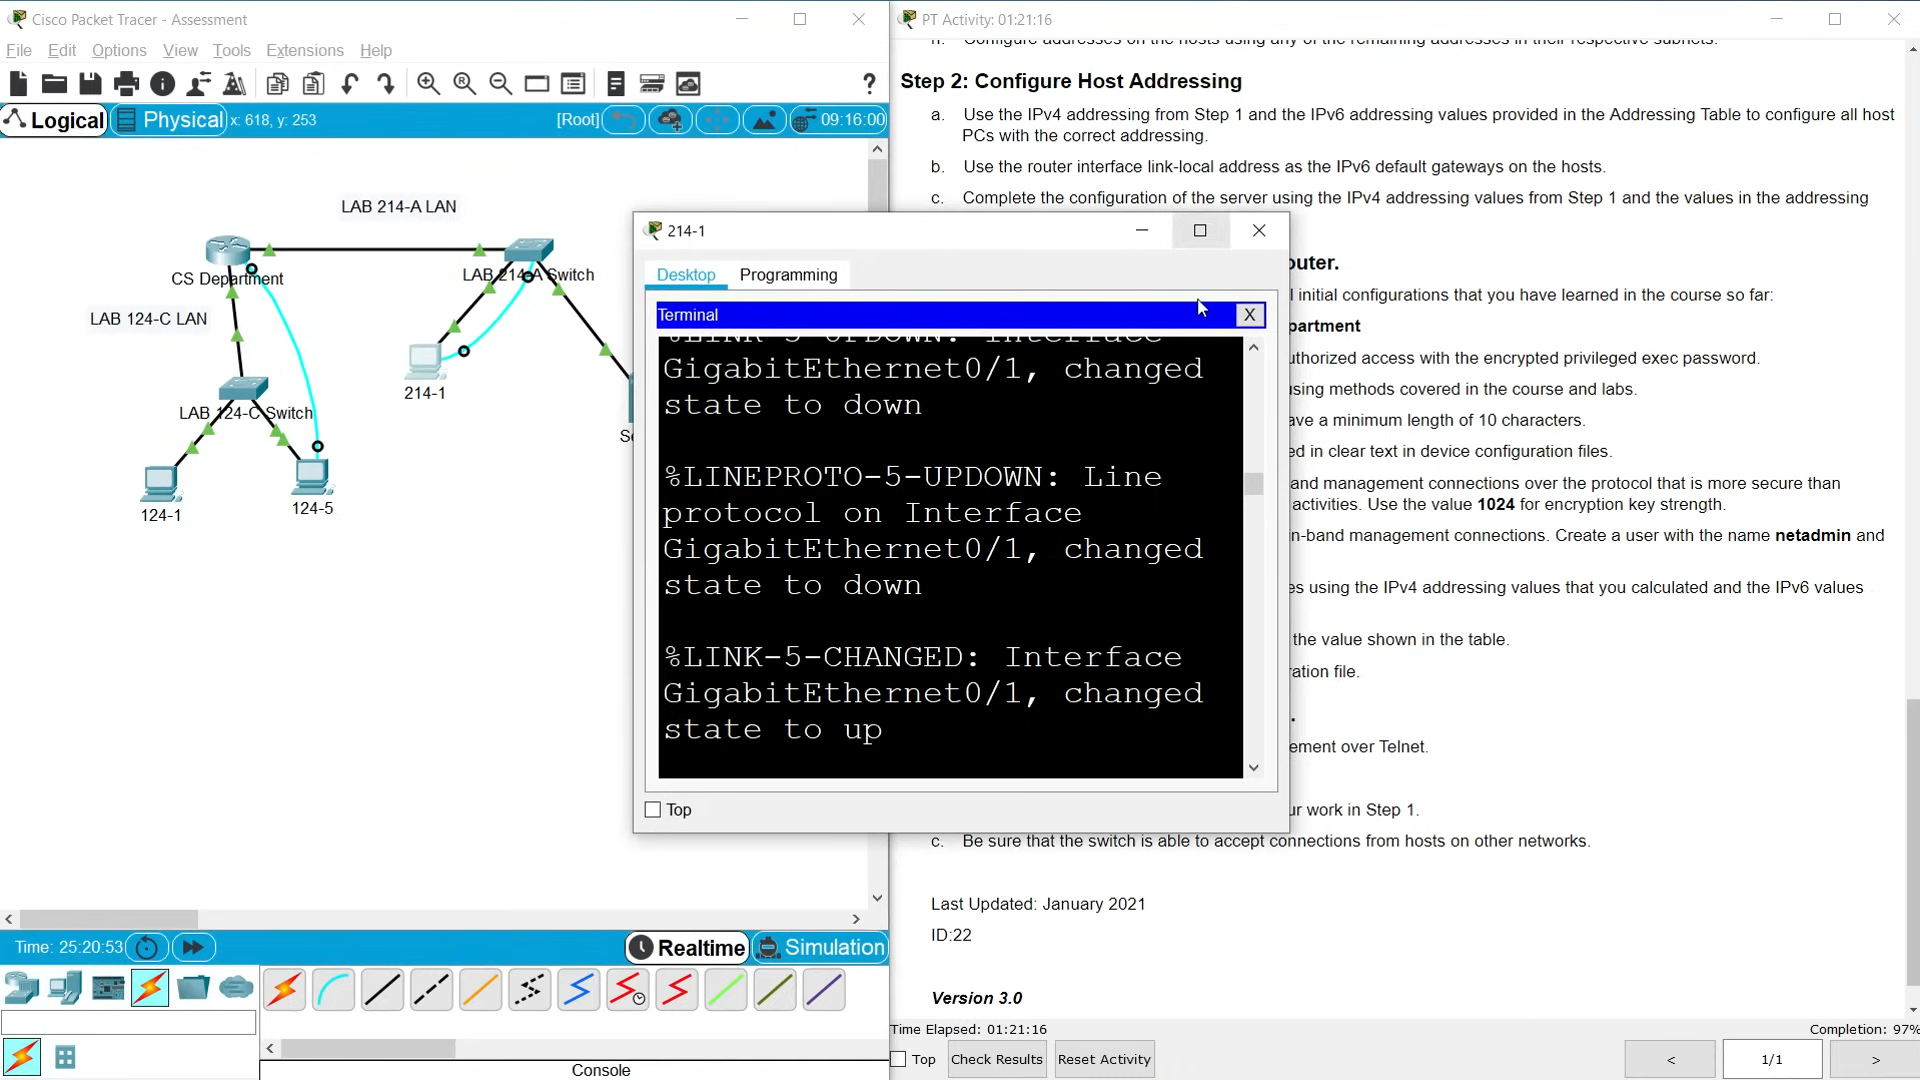 Cisco Packet Tracer - Assessment
File Edit Options View Tools Extensions Help
?
Logical Physical x: 618, y: 253 [Root] 09:16:00
LAB 214-A LAN
CS Department
LAB 214-A Switch
LAB 124-C LAN
214-1
LAB 124-C Switch
124-1
124-5
Time: 25:20:53
Realtime Simulation
Console
214-1
Desktop Programming
Terminal
X
GigabitEthernet0/1, changed
state to down
%LINEPROTO-5-UPDOWN: Line
protocol on Interface
GigabitEthernet0/1, changed
state to down
%LINK-5-CHANGED: Interface
GigabitEthernet0/1, changed
state to up
Top
PT Activity: 01:21:16
Step 2: Configure Host Addressing
a. Use the IPv4 addressing from Step 1 and the IPv6 addressing values provided in the Addressing Table to configure all host
PCs with the correct addressing.
b. Use the router interface link-local address as the IPv6 default gateways on the hosts.
c. Complete the configuration of the server using the IPv4 addressing values from Step 1 and the values in the addressing
outer.
initial configurations that you have learned in the course so far:
partment
uthorized access with the encrypted privileged exec password.
using methods covered in the course and labs.
ave a minimum length of 10 characters.
ed in clear text in device configuration files.
and management connections over the protocol that is more secure than
activities. Use the value 1024 for encryption key strength.
n-band management connections. Create a user with the name netadmin and
es using the IPv4 addressing values that you calculated and the IPv6 values
the value shown in the table.
ration file.
ement over Telnet.
ur work in Step 1.
c. Be sure that the switch is able to accept connections from hosts on other networks.
Last Updated: January 2021
ID:22
Version 3.0
Time Elapsed: 01:21:16 Completion: 97%
Top Check Results Reset Activity < 1/1 >